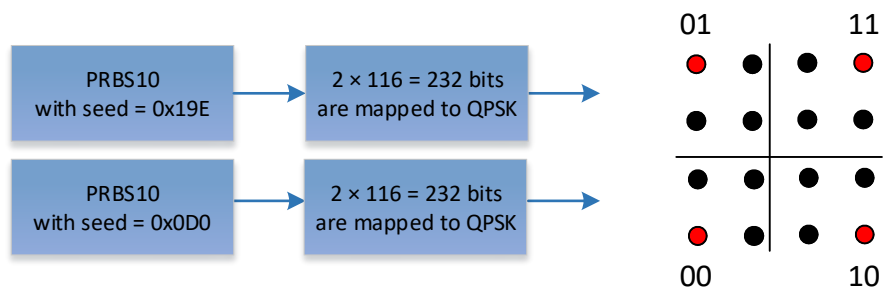 PRBS10
with seed = 0x19E
2 × 116 = 232 bits
are mapped to QPSK
PRBS10
with seed = 0x0D0
2 × 116 = 232 bits
are mapped to QPSK
01 11
00 10